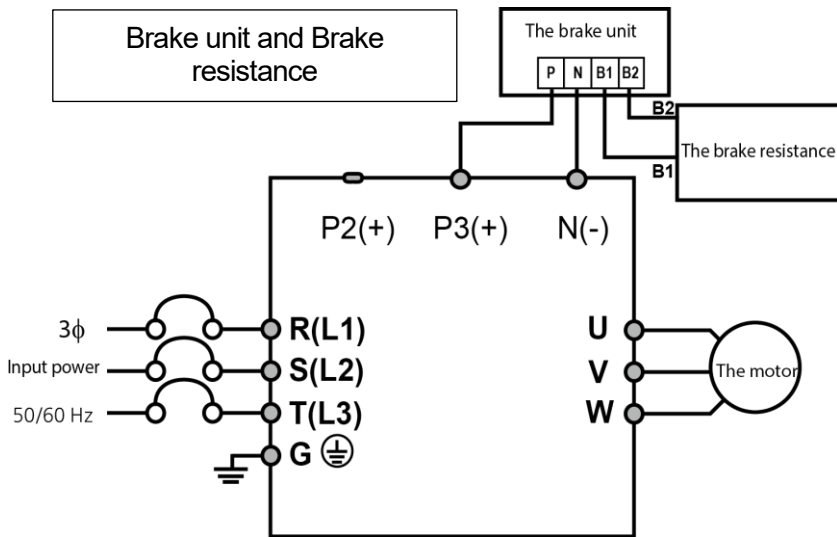 Brake unit and Brake
resistance
The brake unit
P N B1 B2
B2
The brake resistance
B1
P2(+) P3(+) N(-)
3ϕ
R(L1)
U
Input power
S(L2)
V
The motor
50/60 Hz
T(L3)
W
G